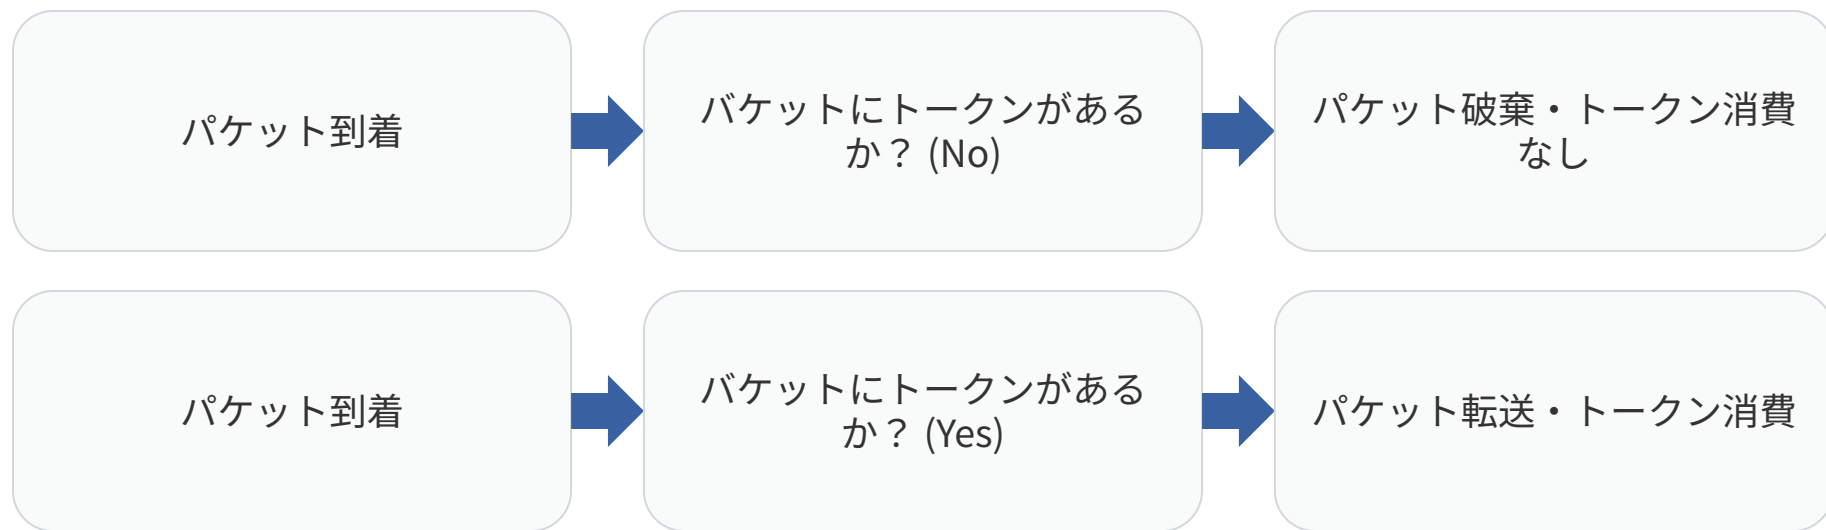 パケット到着
バケットにトークンがある
か？ (No)
パケット破棄・トークン消費
なし
パケット到着
バケットにトークンがある
か？ (Yes)
パケット転送・トークン消費